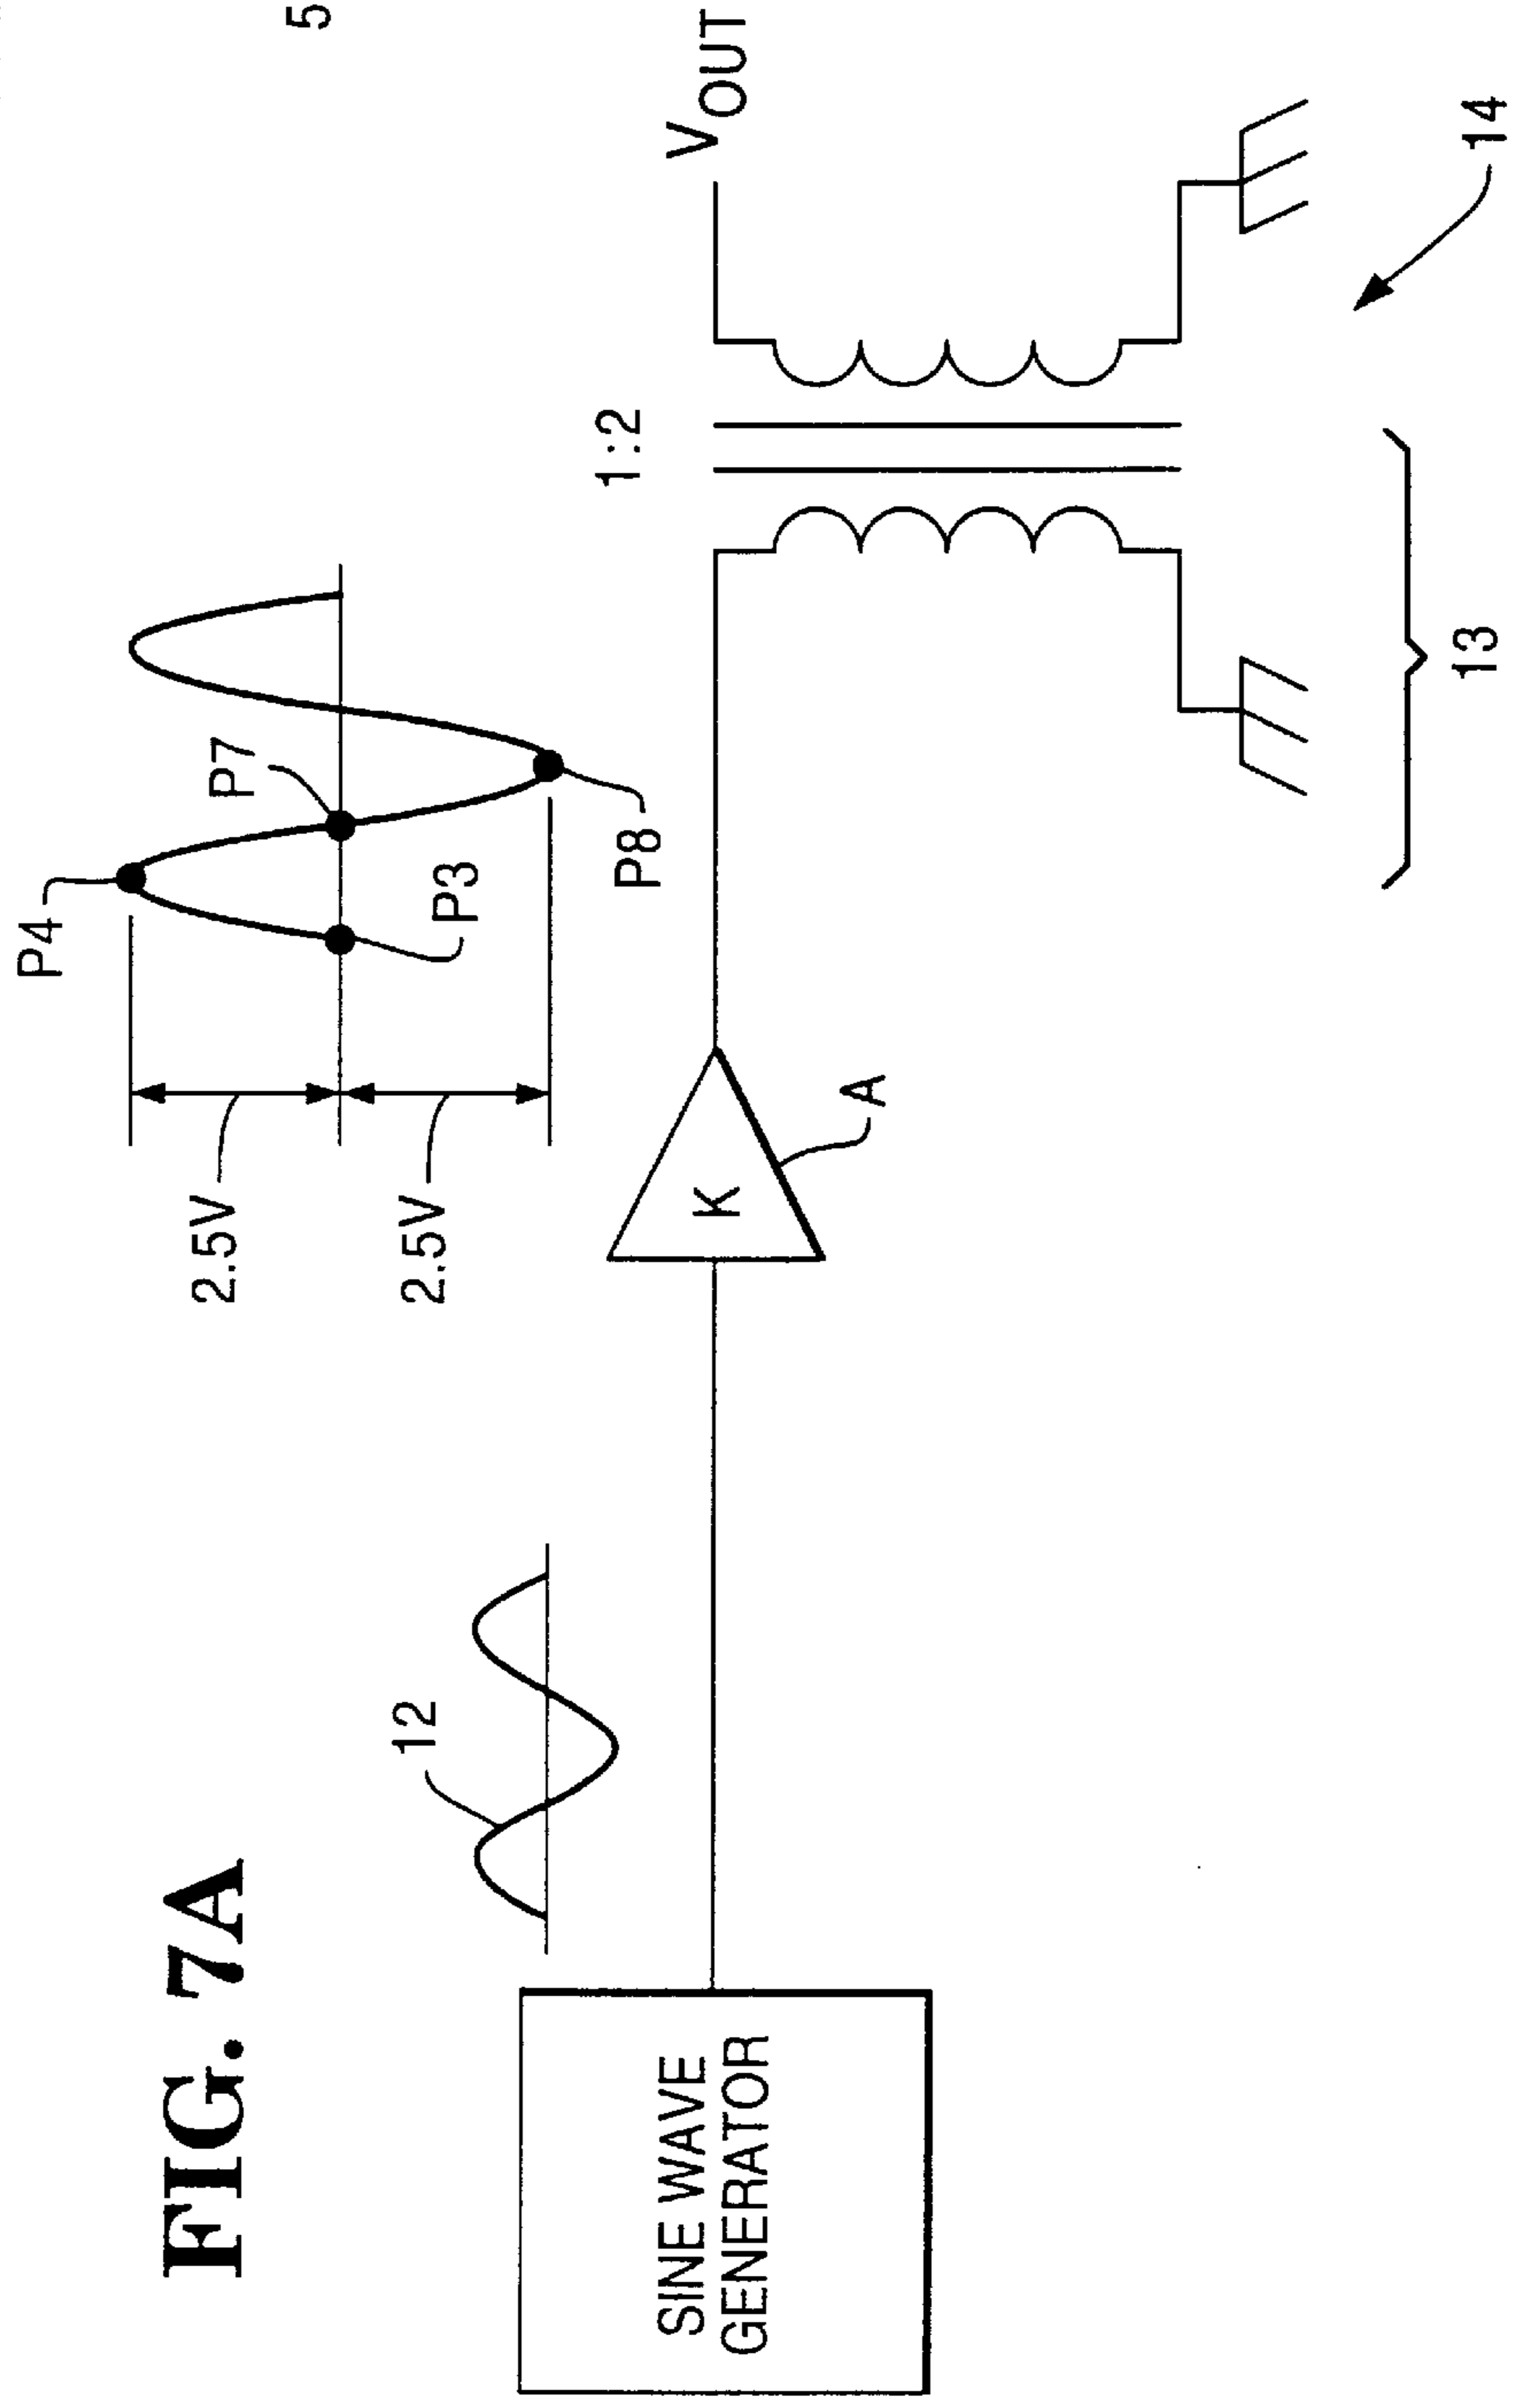 FIG. 7A
SINE WAVE
GENERATOR
12
2.5V
2.5V
P4
P3
P7
P8
K
A
1:2
VOUT
13
14
5